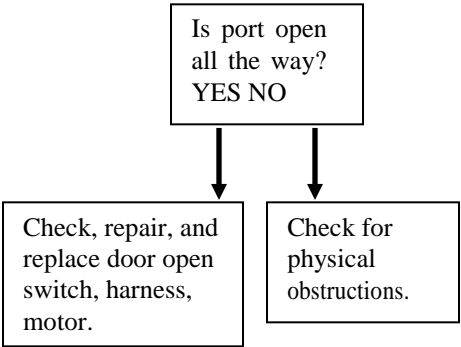 Is port open
all the way?
YES NO
Check, repair, and
replace door open
switch, harness,
motor.
Check for
physical
obstructions.